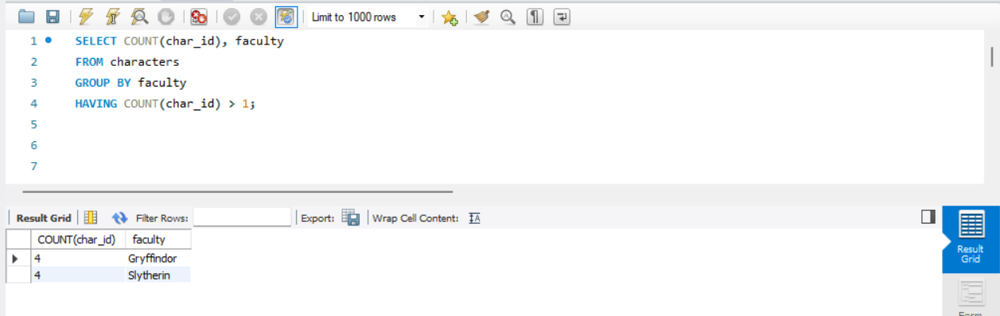 Limit to 1000 rows
1 SELECT COUNT(char_id), faculty
2 FROM characters
3 GROUP BY faculty
4 HAVING COUNT(char_id) > 1;
5
6
7
Result Grid Filter Rows: Export: Wrap Cell Content:
COUNT(char_id) faculty
4 Gryffindor
4 Slytherin
Result
Grid
Form